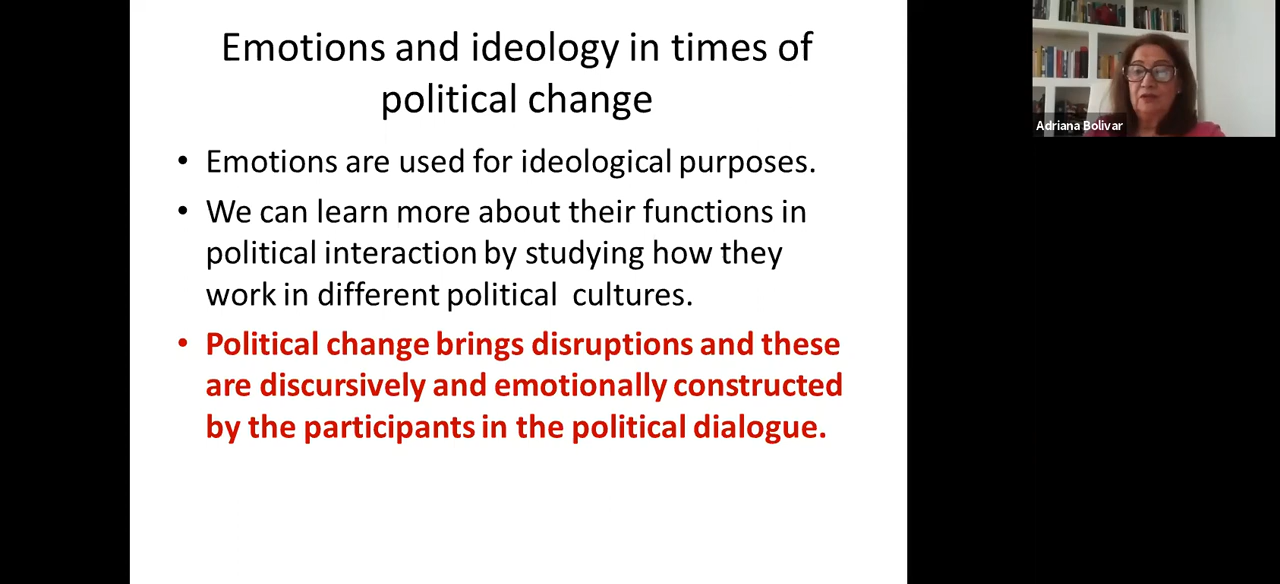 Emotions and ideology in times of
political change
• Emotions are used for ideological purposes.
• We can learn more about their functions in
political interaction by studying how they
work in different political cultures.
• Political change brings disruptions and these
are discursively and emotionally constructed
by the participants in the political dialogue.
Adriana Bolivar